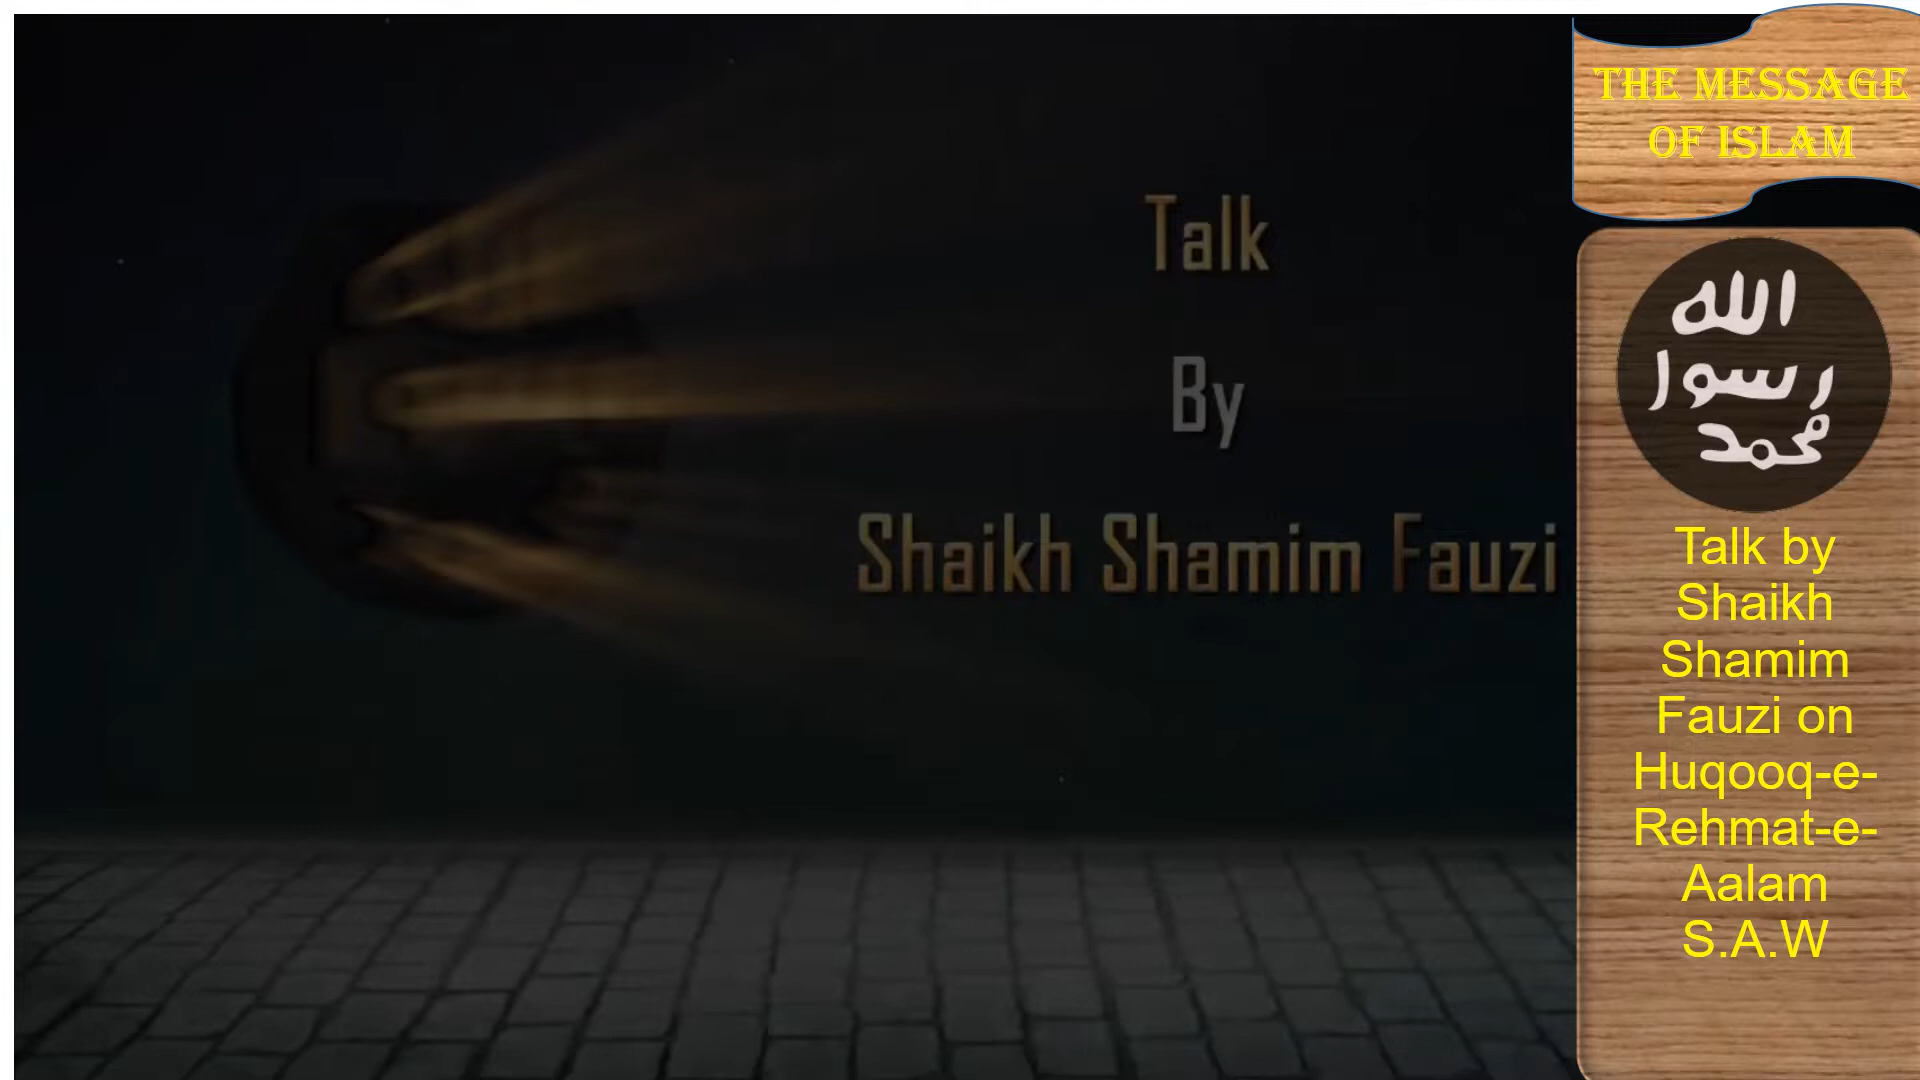 Talk
By
Shaikh Shamim Fauzi
THE MESSAGE
OF ISLAM
الله
رسول
محمد
Talk by
Shaikh
Shamim
Fauzi on
Huqooq-e-
Rehmat-e-
Aalam
S.A.W